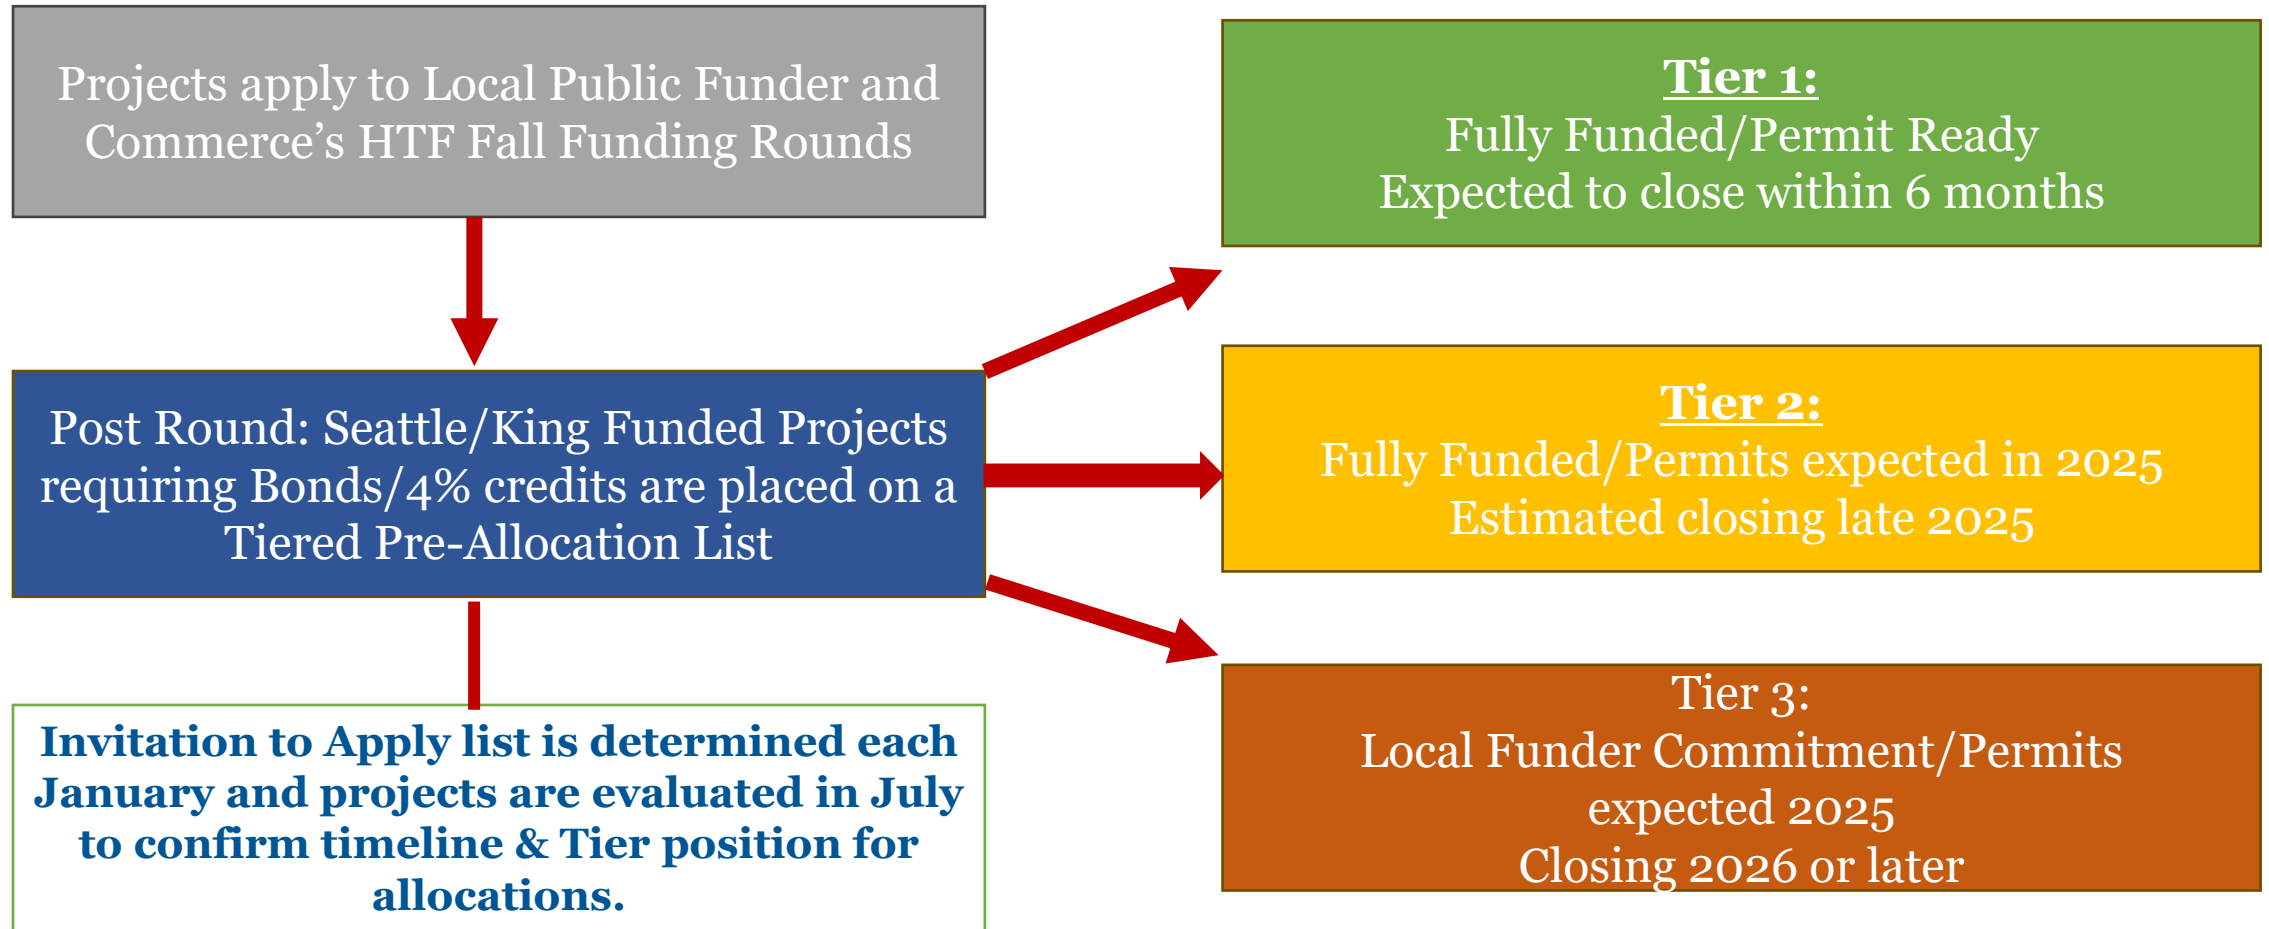 Projects apply to Local Public Funder and
Commerce’s HTF Fall Funding Rounds
Post Round: Seattle/King Funded Projects
requiring Bonds/4% credits are placed on a
Tiered Pre-Allocation List
Invitation to Apply list is determined each
January and projects are evaluated in July
to confirm timeline & Tier position for
allocations.
Tier 1:
Fully Funded/Permit Ready
Expected to close within 6 months
Tier 2:
Fully Funded/Permits expected in 2025
Estimated closing late 2025
Tier 3:
Local Funder Commitment/Permits
expected 2025
Closing 2026 or later